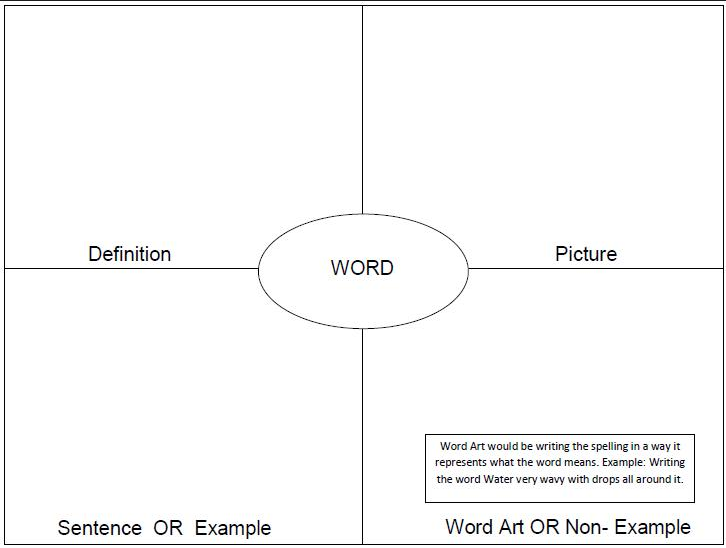 Definition
WORD
Picture
Word Art would be writing the spelling in a way it
represents what the word means. Example: Writing
the word Water very wavy with drops all around it.
Sentence OR Example
Word Art OR Non- Example